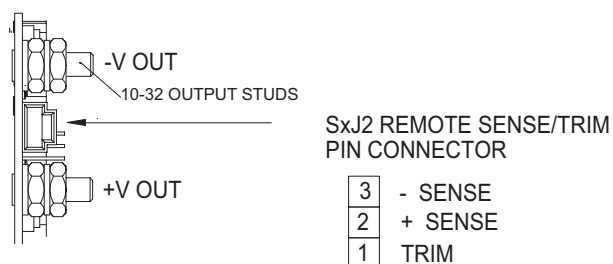 -V OUT
10-32 OUTPUT STUDS
SxJ2 REMOTE SENSE/TRIM
PIN CONNECTOR
+V OUT
3 - SENSE
2 + SENSE
1 TRIM